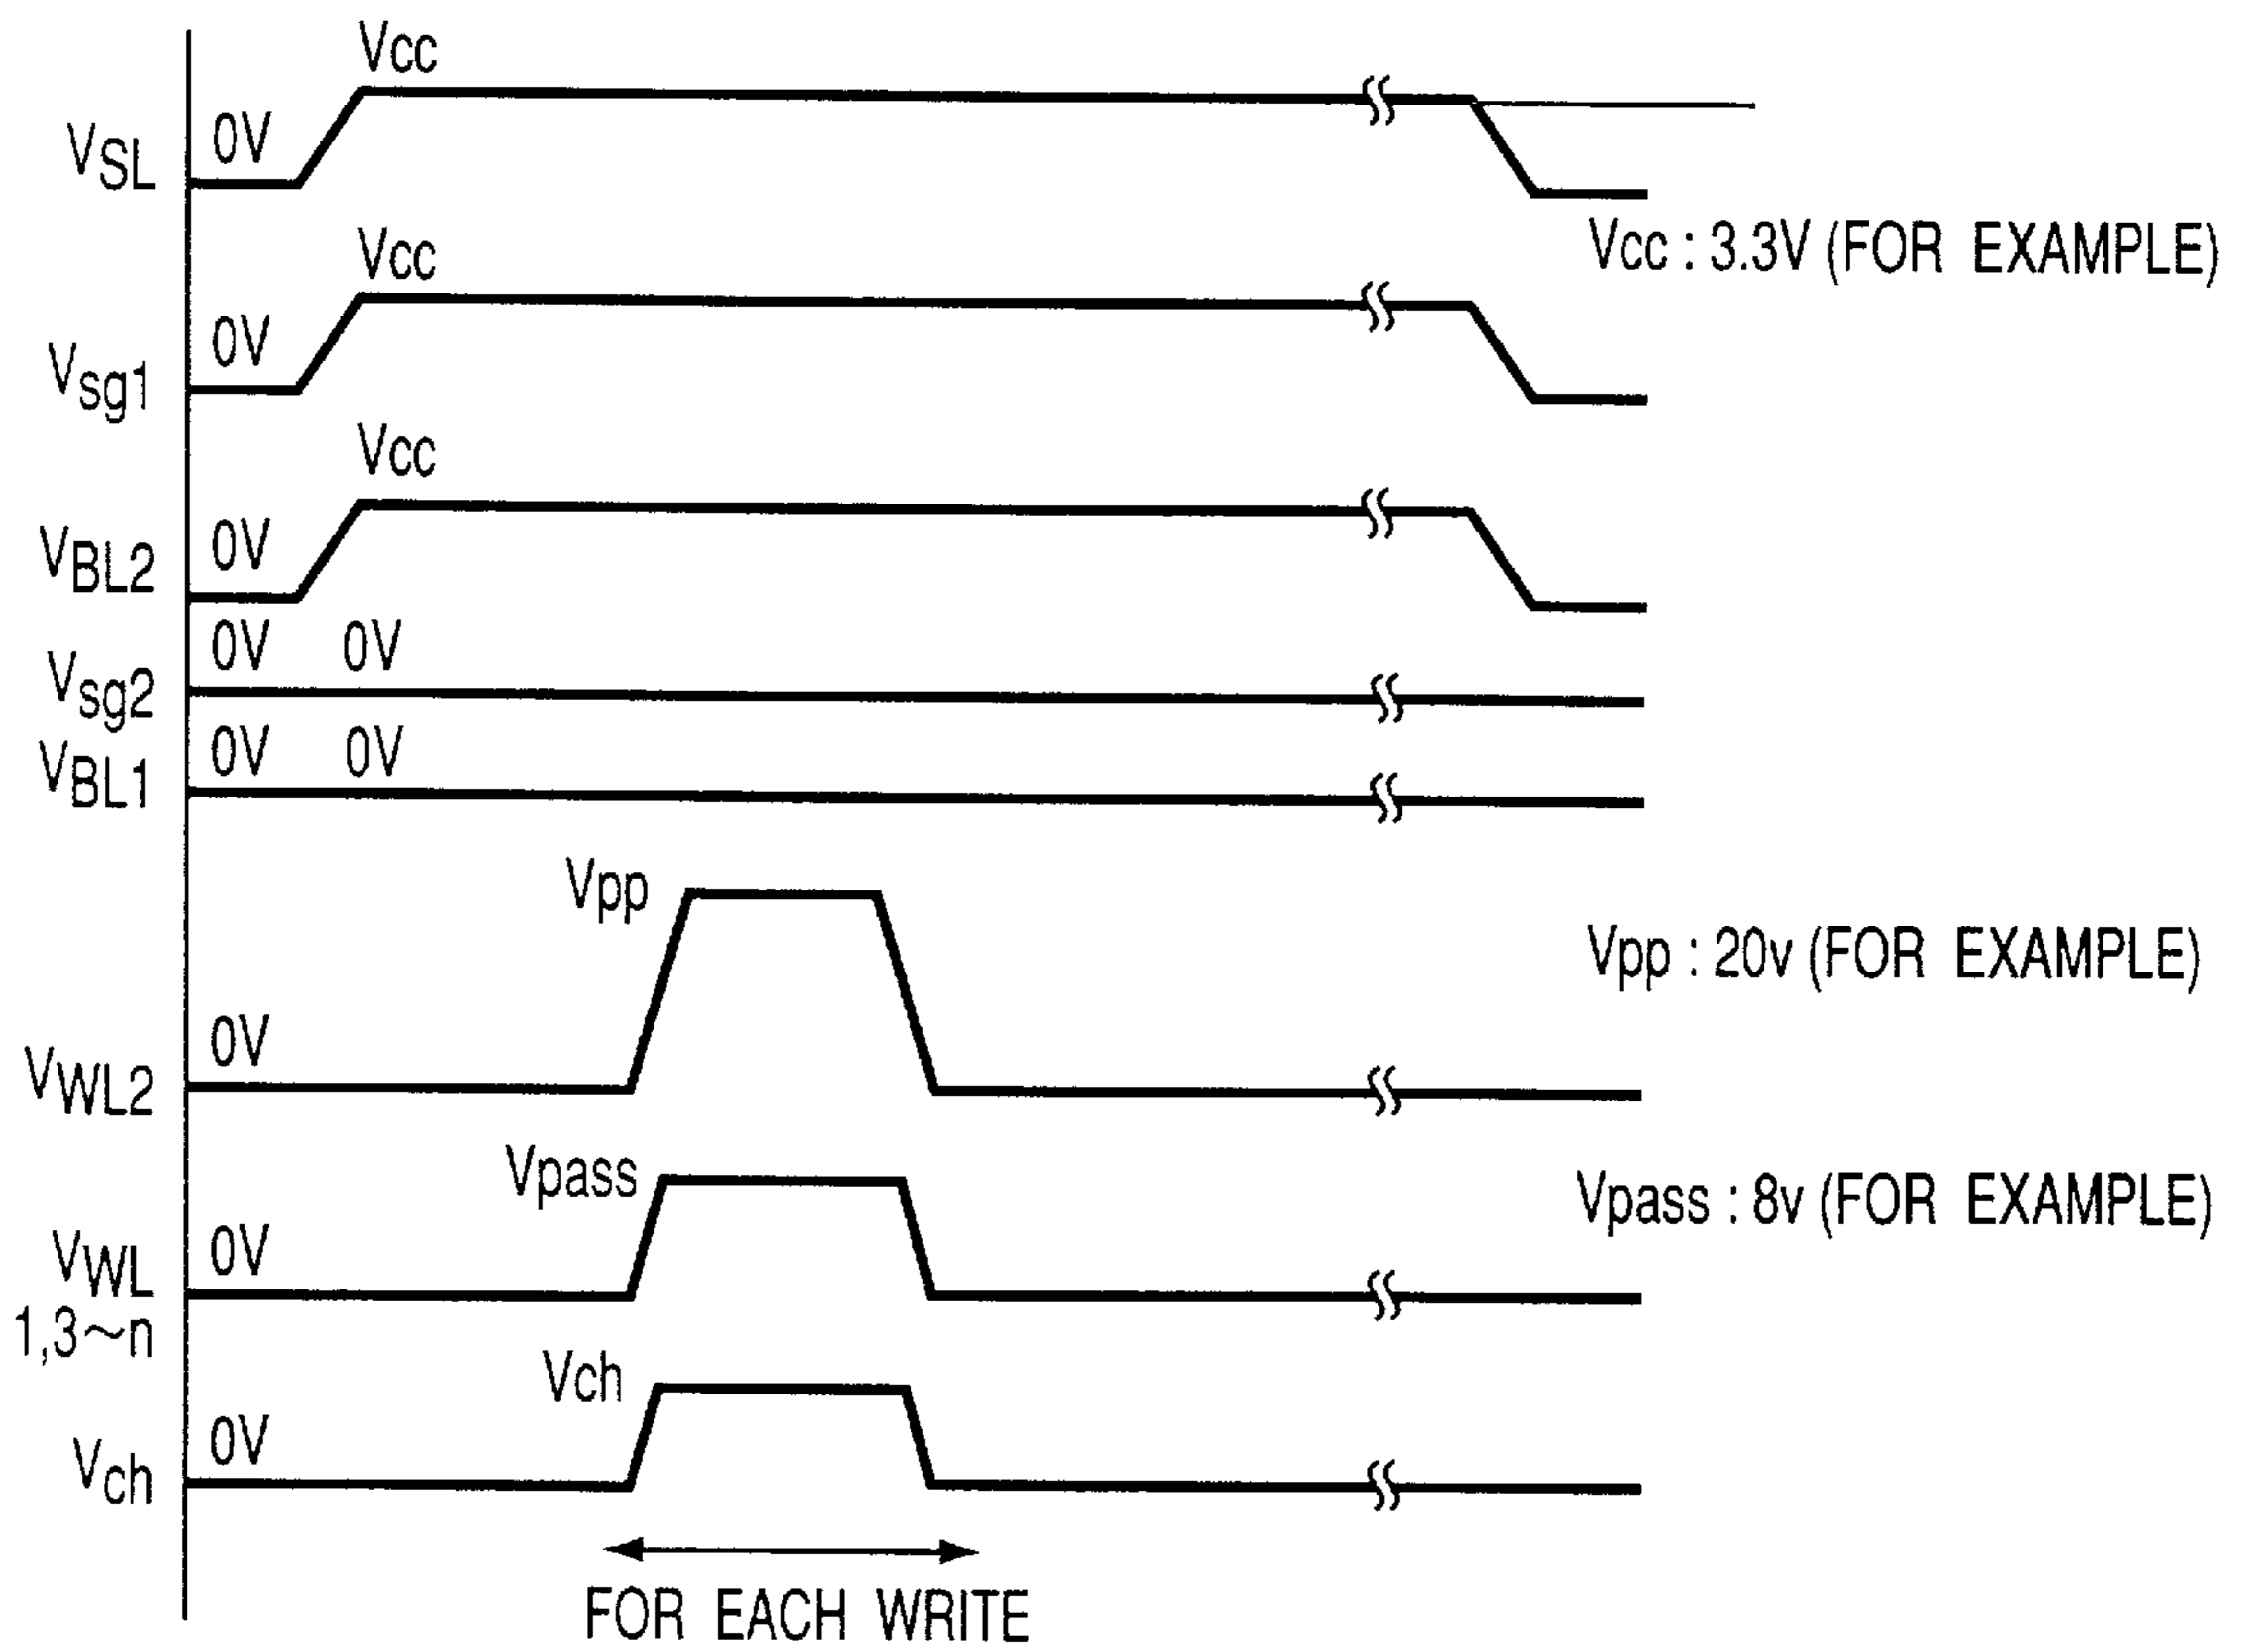 Vcc
0V
VSL
Vcc : 3.3V (FOR EXAMPLE)
Vcc
0V
Vsg1
Vcc
0V
VBL2
0V 0V
Vsg2
0V 0V
VBL1
Vpp
Vpp : 20v (FOR EXAMPLE)
0V
VWL2
Vpass
Vpass : 8v (FOR EXAMPLE)
0V
VWL
1,3~n
Vch
0V
Vch
FOR EACH WRITE